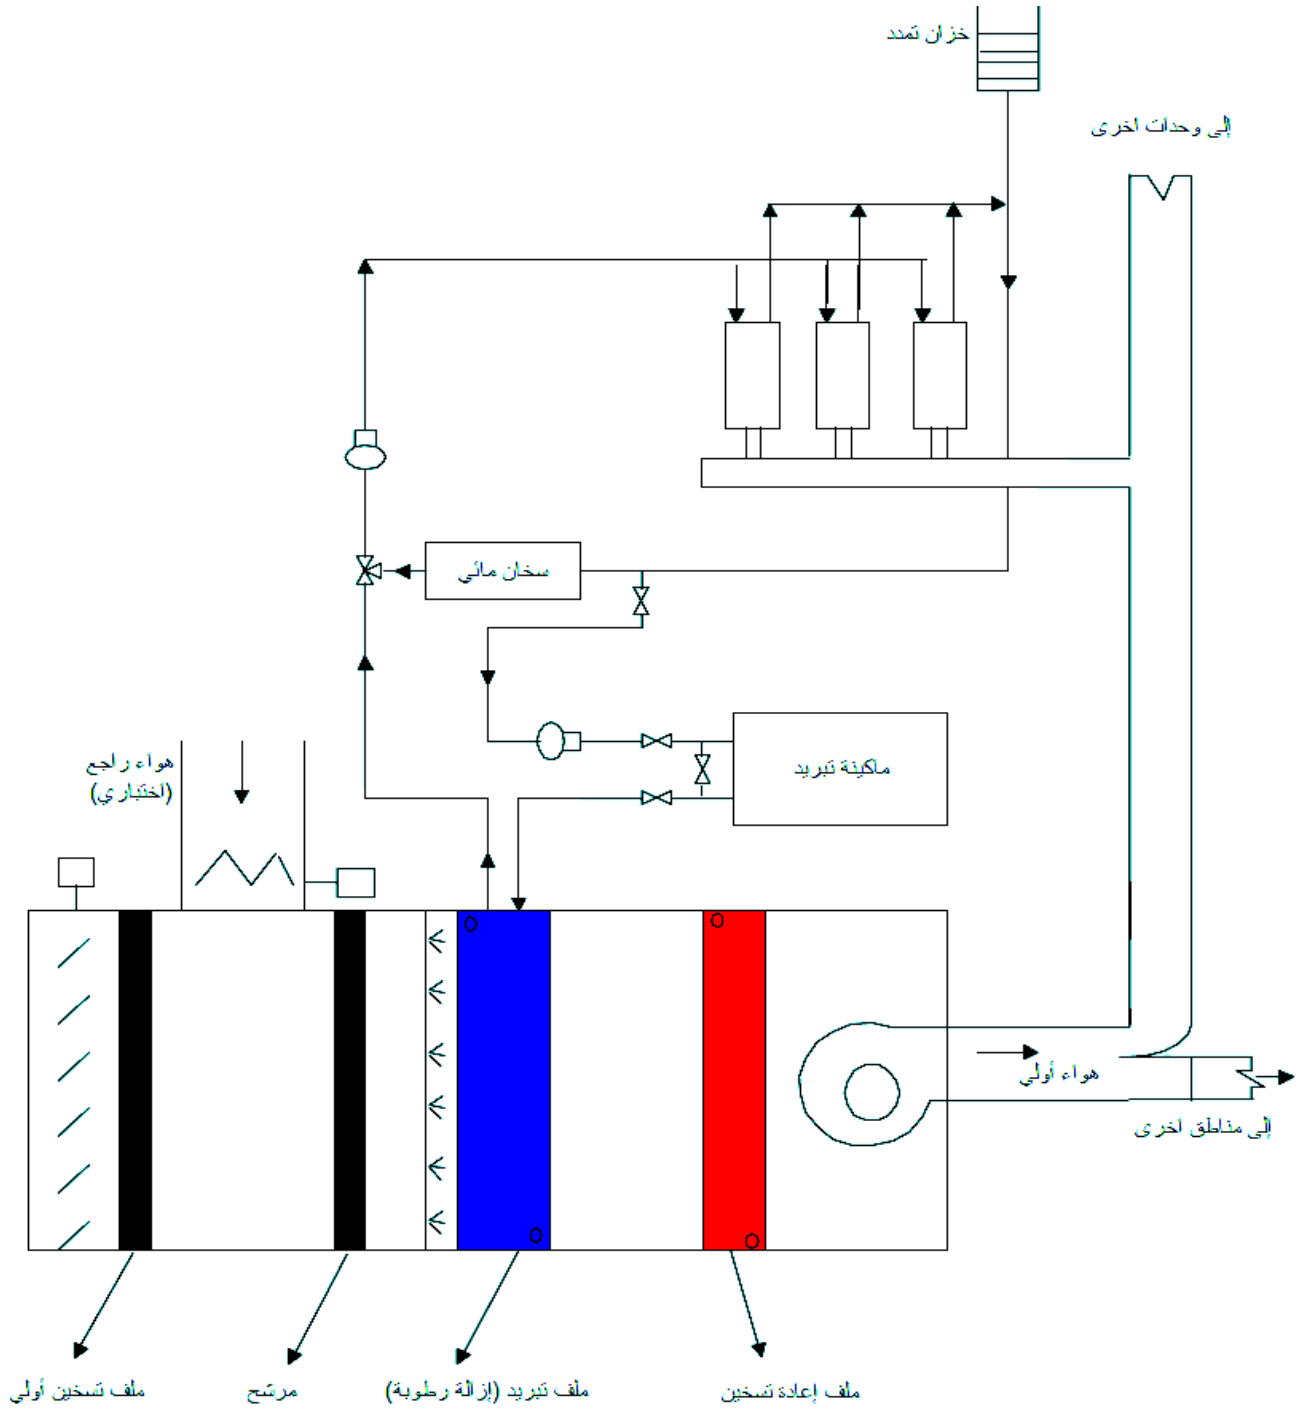 خزان تمدد
إلى وحدات اخرى
سخان مائي
هواء راجع
(اختباري)
ماكينة تبريد
هواء أولي
إلى مناطق اخرى
ملف إعادة تسخين
ملف تبريد (إزالة رطوبة)
مرشح
ملف تسخين أولي